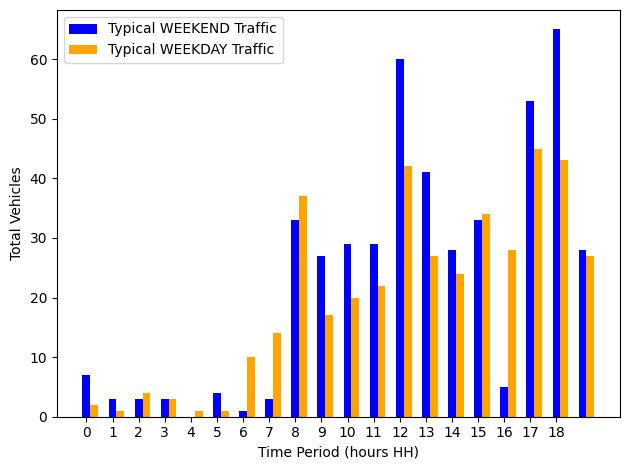 Typical WEEKEND Traffic
Typical WEEKDAY Traffic
60
50
40
30
20
10
0
Total Vehicles
0 1 2 3 4 5 6 7 8 9 10 11 12 13 14 15 16 17 18
Time Period (hours HH)